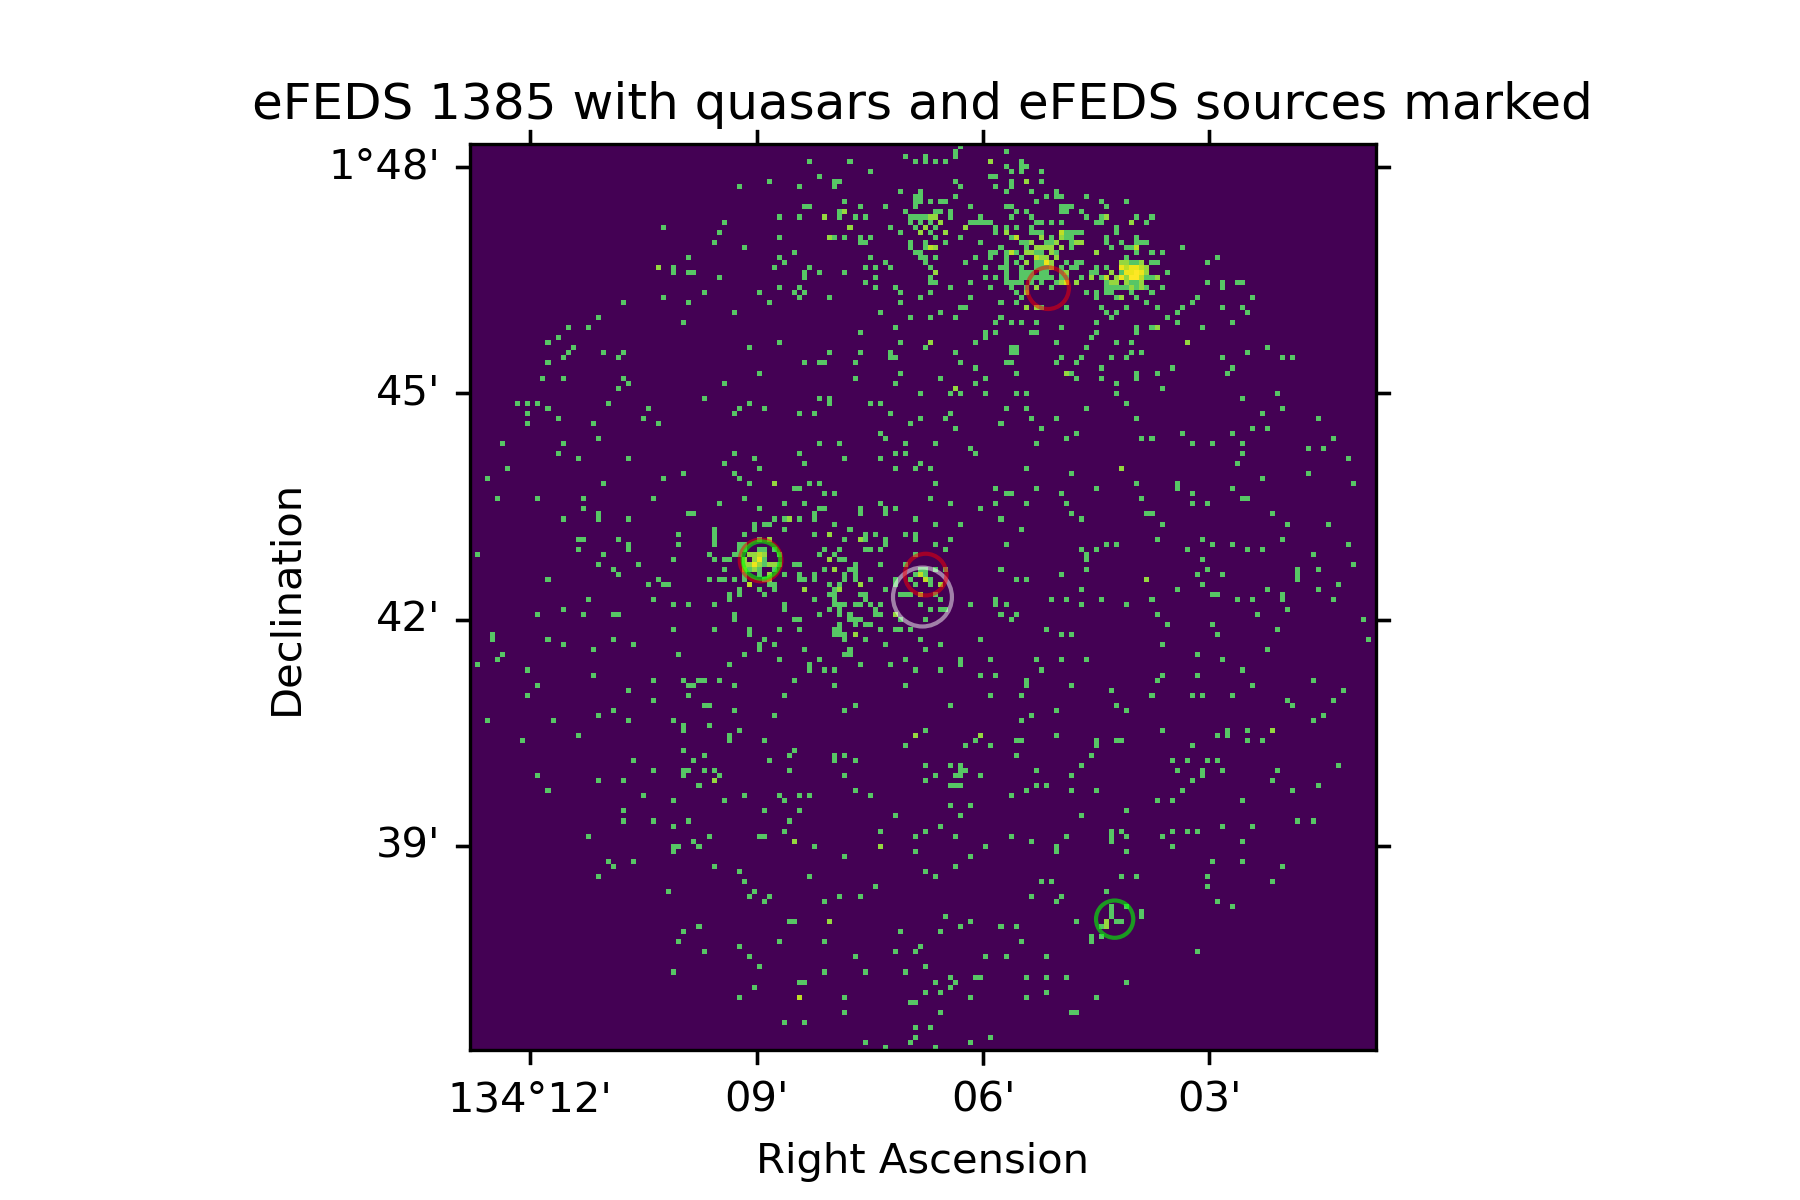 eFEDS 1385 with quasars and eFEDS sources marked
1°48'
45'
42'
39'
Declination
134°12' 09' 06' 03'
Right Ascension